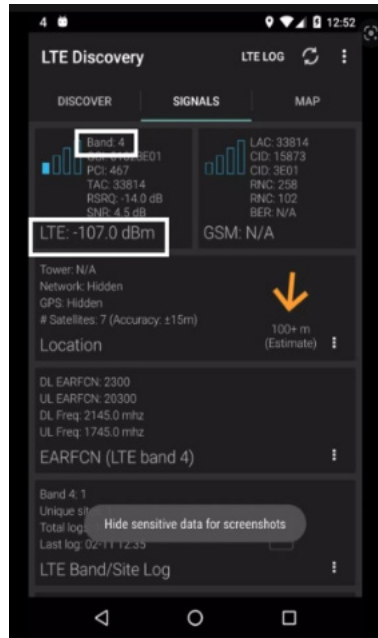 4
12:52
LTE Discovery
LTE LOG
DISCOVER
SIGNALS
MAP
Band: 4
PCI: 467
TAC: 33814
RSRQ: -14.0 dB
SNR: 4.5 dB
LTE: -107.0 dBm
LAC: 33814
CID: 15873
CID: 3E01
RNC: 258
RNC: 102
BER: N/A
GSM: N/A
Tower: N/A
Network: Hidden
GPS: Hidden
# Satellites: 7 (Accuracy: ±15m)
Location
100+ m
(Estimate)
DL EARFCN: 2300
UL EARFCN: 20300
DL Freq: 2145.0 mhz
UL Freq: 1745.0 mhz
EARFCN (LTE band 4)
Band 4: 1
Unique
Total
Hide sensitive data for screenshots
Last log: 02-11 12:35
LTE Band/Site Log